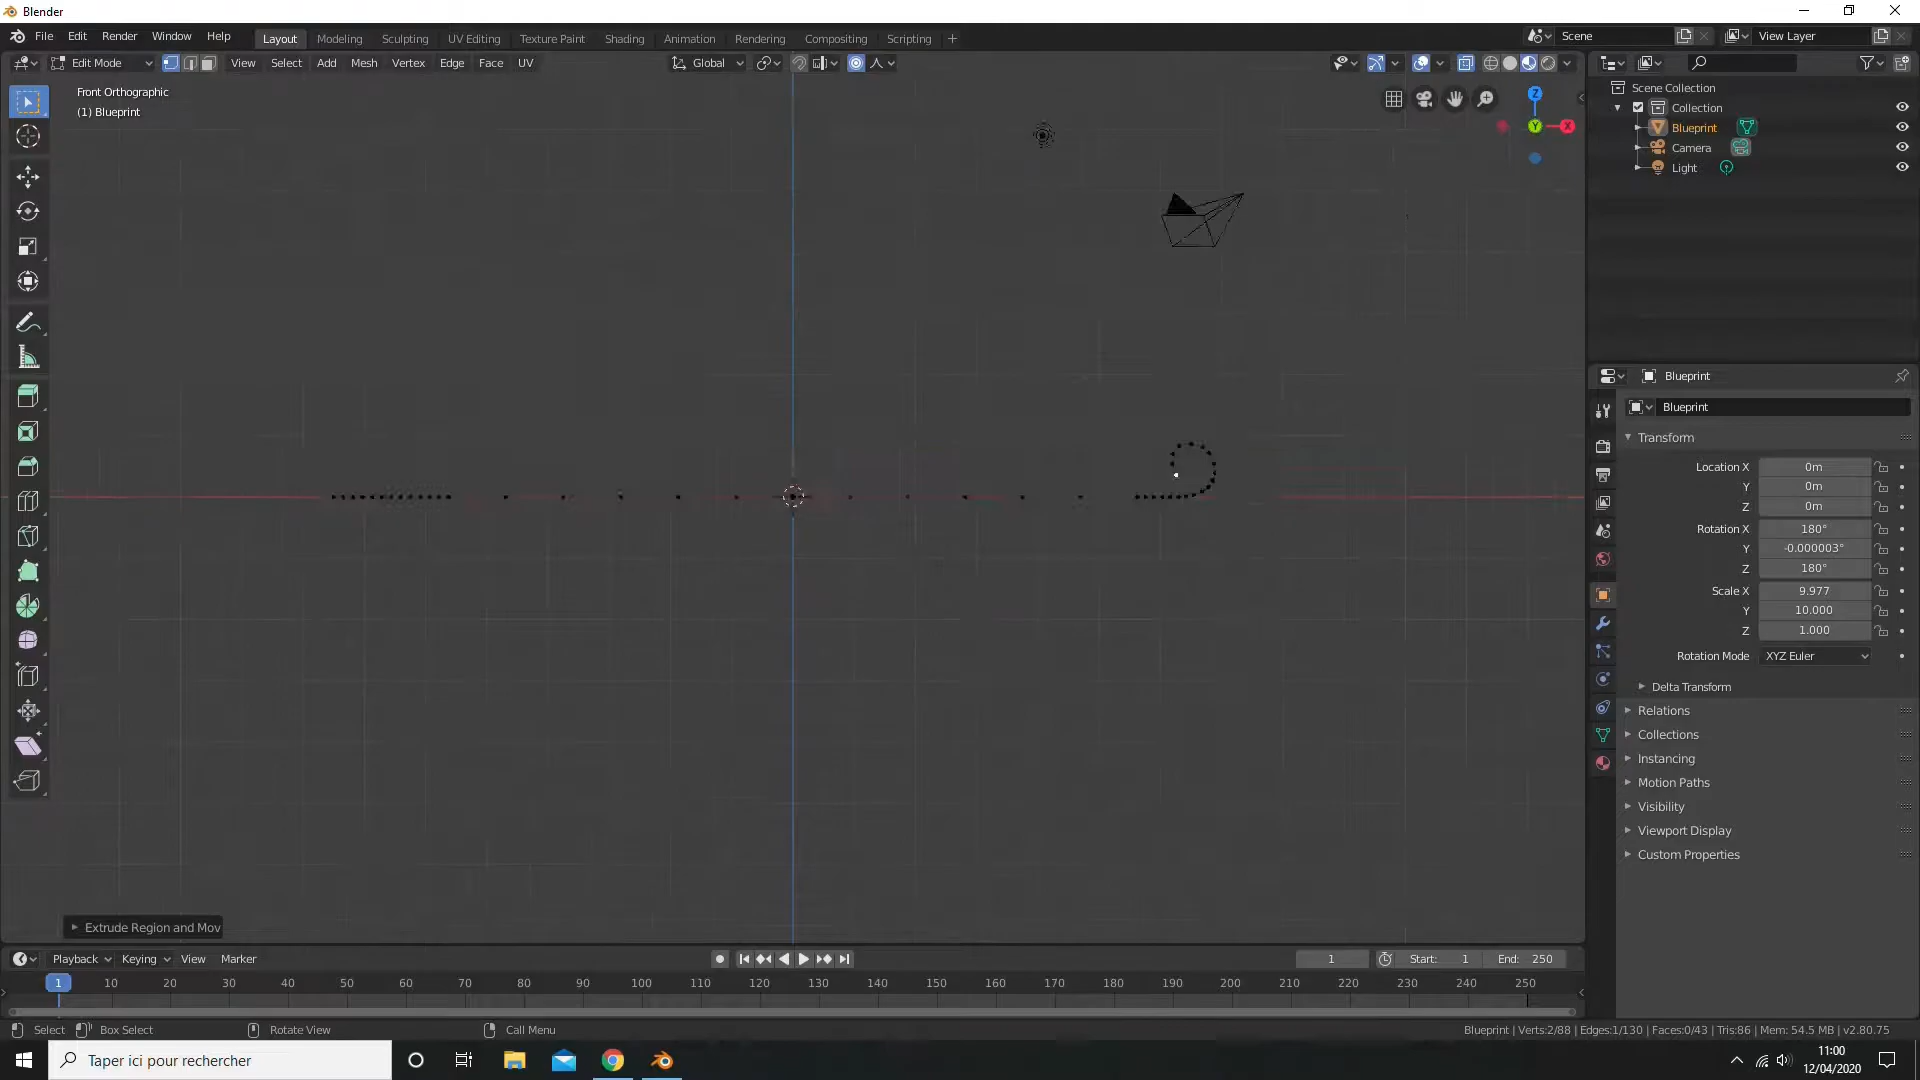 Blender
File Edit Render Window Help Layout Modeling Sculpting UV Editing Texture Paint Shading Animation Rendering Compositing Scripting Scene View Layer
Edit Mode View Select Add Mesh Vertex Edge Face UV Global
Front Orthographic
(1) Blueprint
Z
Y
X
Scene Collection
Collection
Blueprint
Camera
Light
Blueprint
Blueprint
Transform
Location X 0m
Y 0m
Z 0m
Rotation X 180°
Y -0.000003°
Z 180°
Scale X 9.977
Y 10.000
Z 1.000
Rotation Mode XYZ Euler
Delta Transform
Relations
Collections
Instancing
Motion Paths
Visibility
Viewport Display
Custom Properties
Extrude Region and Mov
Playback Keying View Marker 1 Start: 1 End: 250
1 10 20 30 40 50 60 70 80 90 100 110 120 130 140 150 160 170 180 190 200 210 220 230 240 250
Select Box Select Rotate View Call Menu Blueprint | Verts:2/88 | Edges:1/130 | Faces:0/43 | Tris:86 | Mem: 54.5 MB | v2.80.75
Taper ici pour rechercher
11:00
12/04/2020